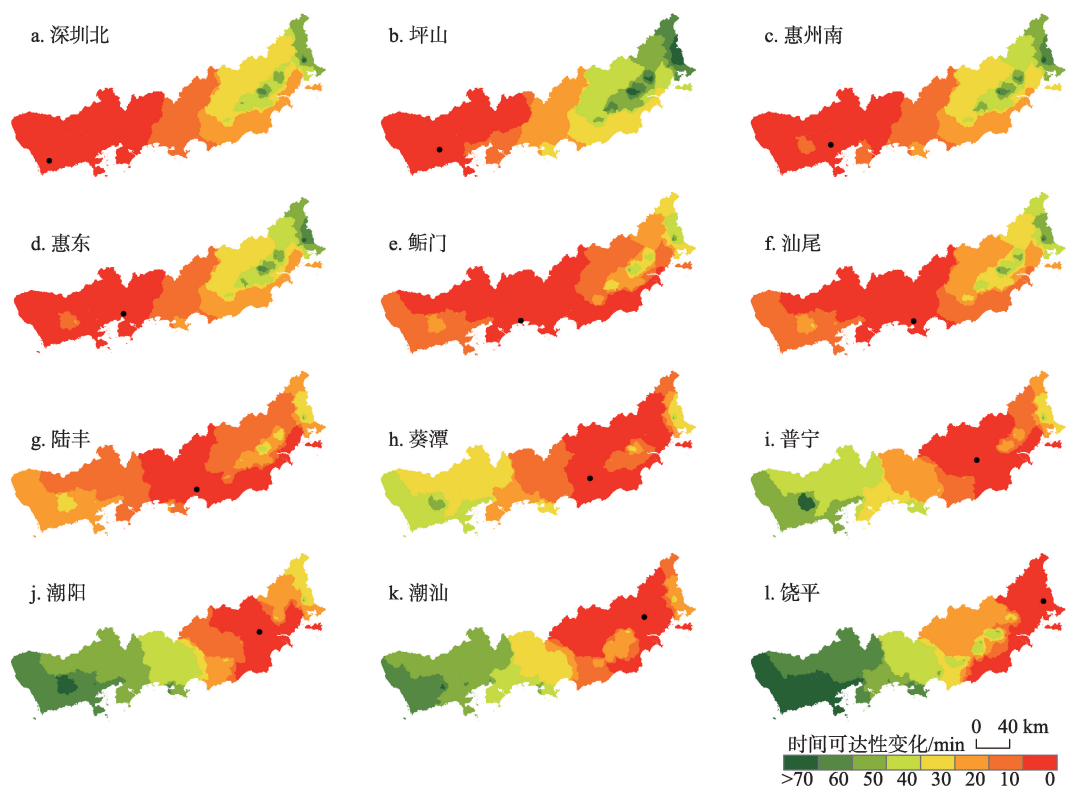 a. 深圳北
b. 坪山
c. 惠州南
d. 惠东
e. 鲘门
f. 汕尾
g. 陆丰
h. 葵潭
i. 普宁
j. 潮阳
k. 潮汕
l. 饶平
0 40 km
时间可达性变化/min
>70 60 50 40 30 20 10 0